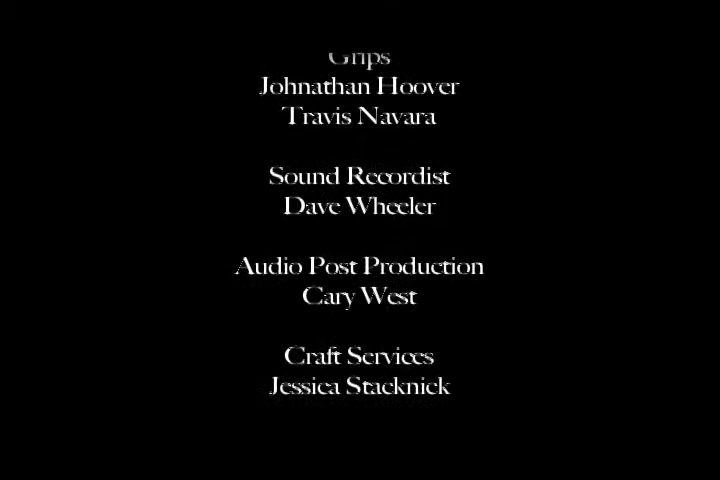 Grips
Johnathan Hoover
Travis Navara
Sound Recordist
Dave Wheeler
Audio Post Production
Cary West
Craft Services
Jessica Stacknick